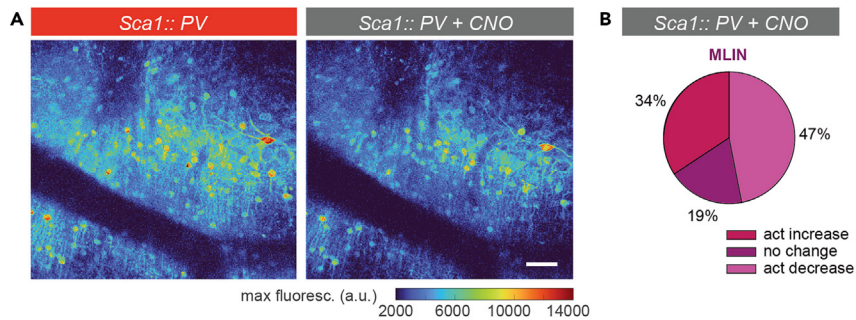 A
Sca1:: PV
Sca1:: PV + CNO
max fluoresc. (a.u.)
2000 6000 10000 14000
B
Sca1:: PV + CNO
MLIN
34%
47%
19%
act increase
no change
act decrease